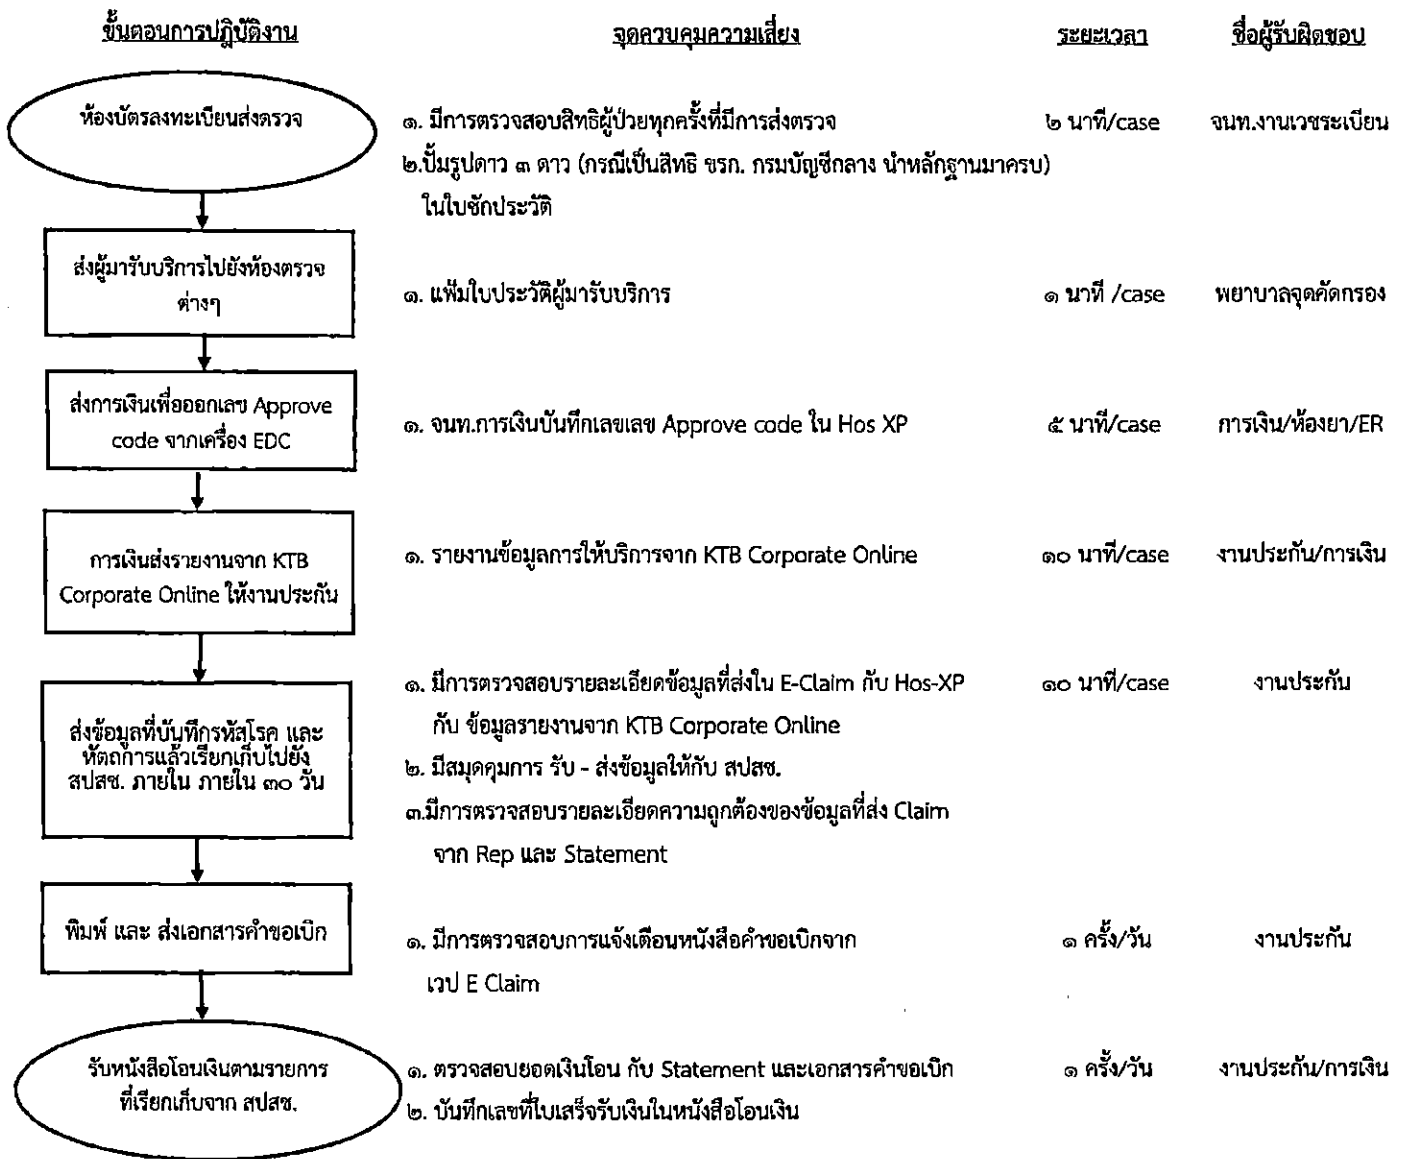 ขั้นตอนการปฏิบัติงาน จุดควบคุมความเสี่ยง ระยะเวลา ชื่อผู้รับผิดชอบ
ห้องบัตรลงทะเบียนส่งตรวจ
๑. มีการตรวจสอบสิทธิผู้ป่วยทุกครั้งที่มีการส่งตรวจ ๒ นาที/case จนท.งานเวชระเบียน
๒.ปั้มรูปดาว ๓ ดาว (กรณีเป็นสิทธิ ขรก. กรมบัญชีกลาง นำหลักฐานมาครบ)
ในใบซักประวัติ
ส่งผู้มารับบริการไปยังห้องตรวจ
ต่างๆ
๑. แฟ้มใบประวัติผู้มารับบริการ ๑ นาที /case พยาบาลจุดคัดกรอง
ส่งการเงินเพื่อออกเลข Approve
code จากเครื่อง EDC
๑. จนท.การเงินบันทึกเลขเลข Approve code ใน Hos XP ๕ นาที/case การเงิน/ห้องยา/ER
การเงินส่งรายงานจาก KTB
Corporate Online ให้งานประกัน
๑. รายงานข้อมูลการให้บริการจาก KTB Corporate Online ๑๐ นาที/case งานประกัน/การเงิน
ส่งข้อมูลที่บันทึกรหัสโรค และ
หัตถการแล้วเรียกเก็บไปยัง
สปสช. ภายใน ภายใน ๓๐ วัน
๑. มีการตรวจสอบรายละเอียดข้อมูลที่ส่งใน E-Claim กับ Hos-XP ๑๐ นาที/case งานประกัน
กับ ข้อมูลรายงานจาก KTB Corporate Online
๒. มีสมุดคุมการ รับ - ส่งข้อมูลให้กับ สปสช.
๓.มีการตรวจสอบรายละเอียดความถูกต้องของข้อมูลที่ส่ง Claim
จาก Rep และ Statement
พิมพ์ และ ส่งเอกสารคำขอเบิก
๑. มีการตรวจสอบการแจ้งเตือนหนังสือคำขอเบิกจาก ๑ ครั้ง/วัน งานประกัน
เวป E Claim
รับหนังสือโอนเงินตามรายการ
ที่เรียกเก็บจาก สปสช.
๑. ตรวจสอบยอดเงินโอน กับ Statement และเอกสารคำขอเบิก ๑ ครั้ง/วัน งานประกัน/การเงิน
๒. บันทึกเลขที่ใบเสร็จรับเงินในหนังสือโอนเงิน